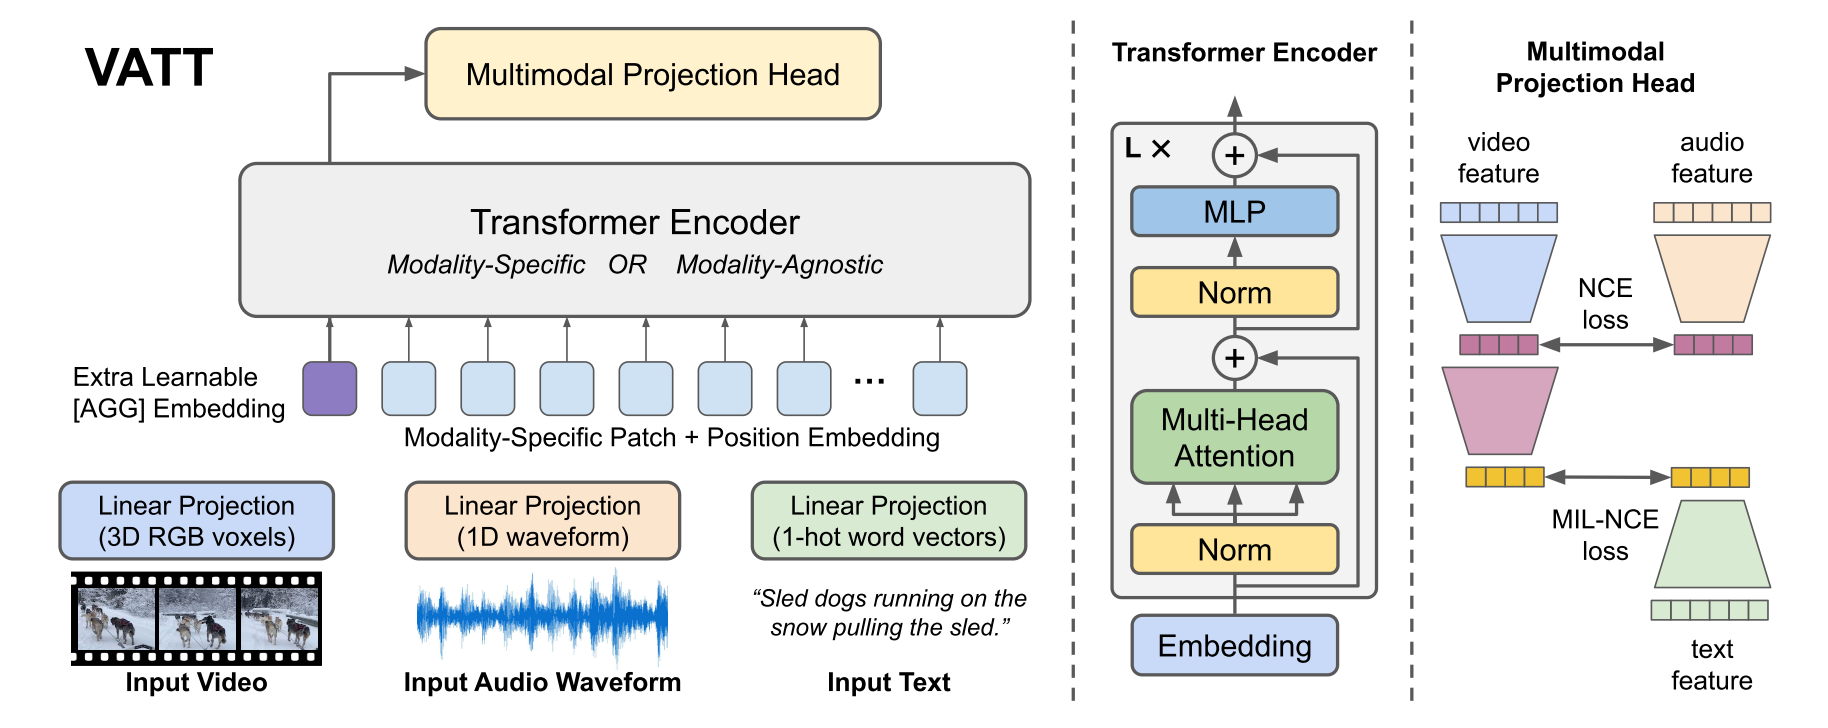 VATT
Multimodal Projection Head
Transformer Encoder
Modality-Specific OR Modality-Agnostic
Extra Learnable
[AGG] Embedding
...
Modality-Specific Patch + Position Embedding
Linear Projection
(3D RGB voxels)
Linear Projection
(1D waveform)
Linear Projection
(1-hot word vectors)
“Sled dogs running on the
snow pulling the sled.”
Input Video
Input Audio Waveform
Input Text
Transformer Encoder
L ×
+
MLP
Norm
+
Multi-Head
Attention
Norm
Embedding
Multimodal
Projection Head
video
feature
audio
feature
NCE
loss
MIL-NCE
loss
text
feature